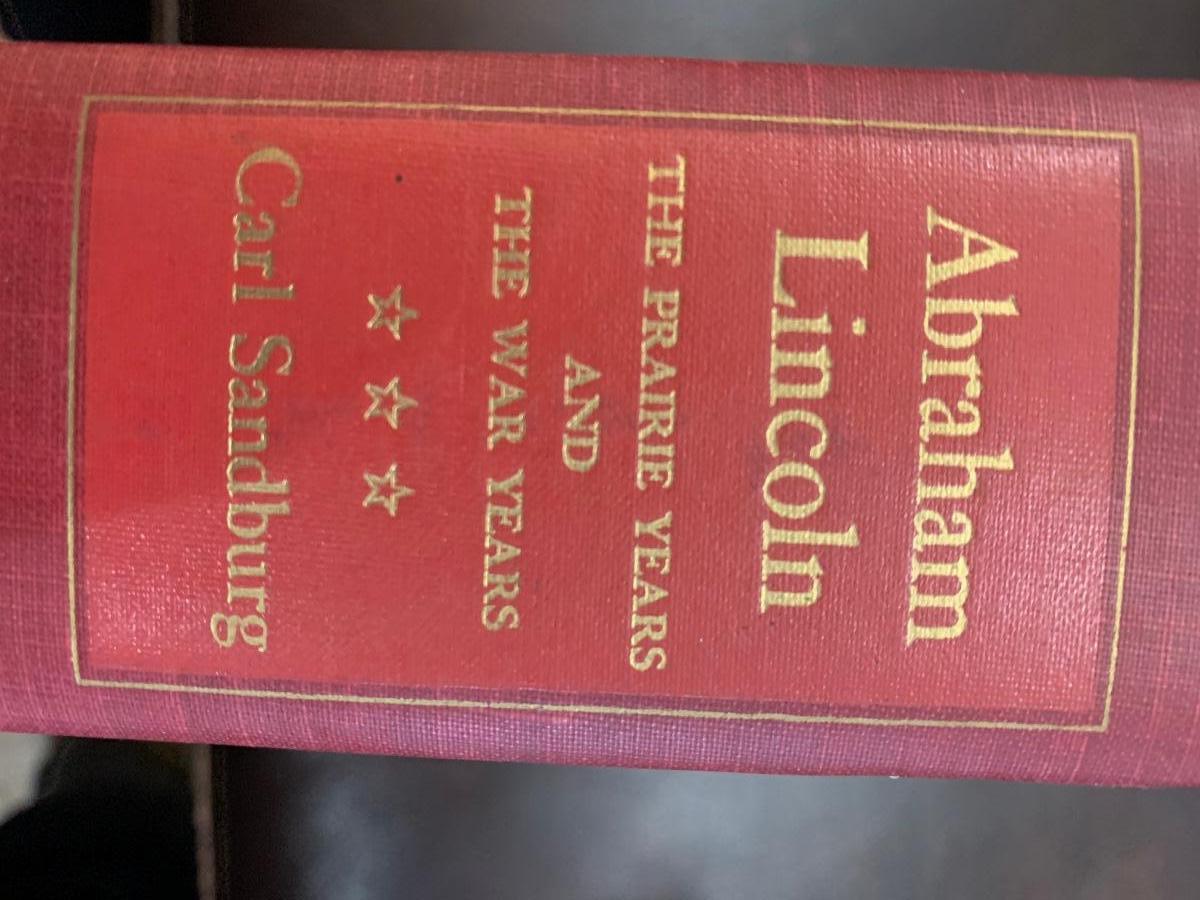 Abraham
Lincoln
THE PRAIRIE YEARS
AND
THE WAR YEARS
Carl Sandburg